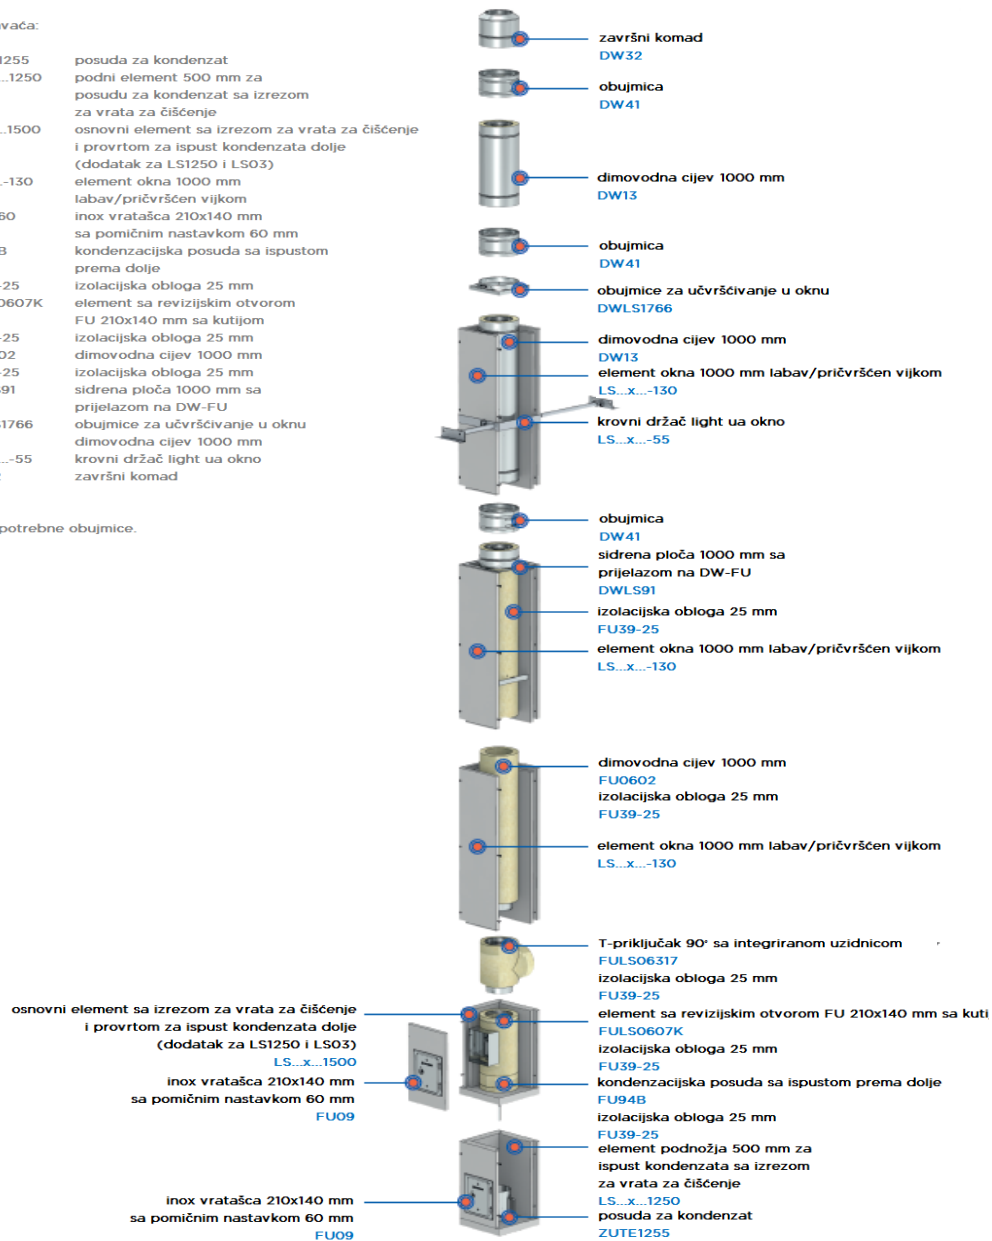 vaća:
1255 posuda za kondenzat
...1250 podni element 500 mm za
posudu za kondenzat sa izrezom
za vrata za čišćenje
...1500 osnovni element sa izrezom za vrata za čišćenje
i provrtom za ispust kondenzata dolje
(dodatak za LS1250 i LS03)
...-130 element okna 1000 mm
labav/pričvršćen vijkom
60 inox vratašca 210x140 mm
sa pomičnim nastavkom 60 mm
B kondenzacijska posuda sa ispustom
prema dolje
-25 izolacijska obloga 25 mm
0607K element sa revizijskim otvorom
FU 210x140 mm sa kutijom
-25 izolacijska obloga 25 mm
02 dimovodna cijev 1000 mm
-25 izolacijska obloga 25 mm
91 sidrena ploča 1000 mm sa
prijelazom na DW-FU
1766 obujmice za učvršćivanje u oknu
dimovodna cijev 1000 mm
...-55 krovni držač light ua okno
završni komad
potrebne obujmice.
završni komad
DW32
obujmica
DW41
dimovodna cijev 1000 mm
DW13
obujmica
DW41
obujmice za učvršćivanje u oknu
DWLS1766
dimovodna cijev 1000 mm
DW13
element okna 1000 mm labav/pričvršćen vijkom
LS...x...-130
krovni držač light ua okno
LS...x...-55
obujmica
DW41
sidrena ploča 1000 mm sa
prijelazom na DW-FU
DWLS91
izolacijska obloga 25 mm
FU39-25
element okna 1000 mm labav/pričvršćen vijkom
LS...x...-130
dimovodna cijev 1000 mm
FU0602
izolacijska obloga 25 mm
FU39-25
element okna 1000 mm labav/pričvršćen vijkom
LS...x...-130
T-priključak 90° sa integriranom uzidnicom
FULS06317
izolacijska obloga 25 mm
FU39-25
element sa revizijskim otvorom FU 210x140 mm sa kuti
FULS0607K
izolacijska obloga 25 mm
FU39-25
kondenzacijska posuda sa ispustom prema dolje
FU94B
izolacijska obloga 25 mm
FU39-25
element podnožja 500 mm za
ispust kondenzata sa izrezom
za vrata za čišćenje
LS...x...1250
posuda za kondenzat
ZUTE1255
osnovni element sa izrezom za vrata za čišćenje
i provrtom za ispust kondenzata dolje
(dodatak za LS1250 i LS03)
LS...x...1500
inox vratašca 210x140 mm
sa pomičnim nastavkom 60 mm
FU09
inox vratašca 210x140 mm
sa pomičnim nastavkom 60 mm
FU09